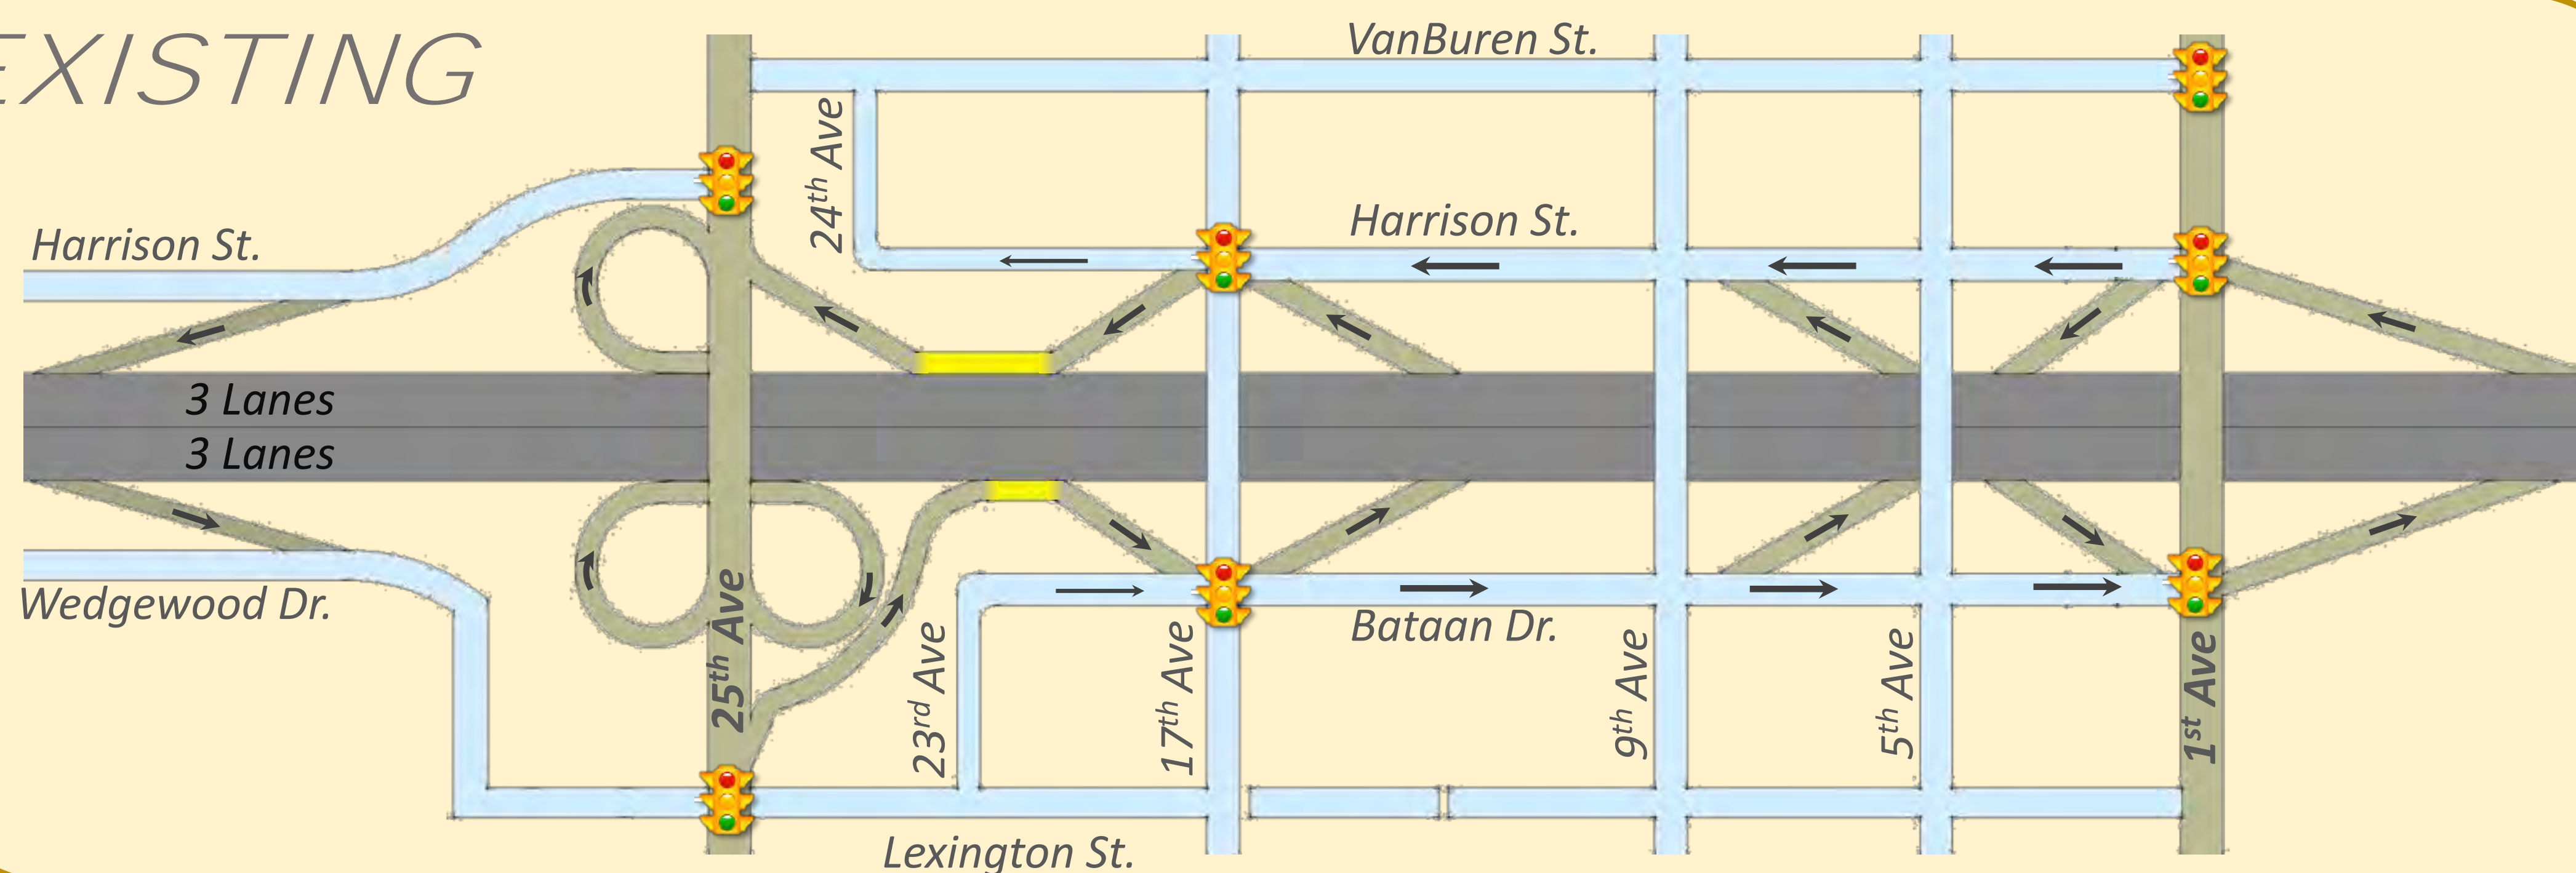 EXISTING
VanBuren St.
24th Ave
Harrison St.
Harrison St.
3 Lanes
3 Lanes
Wedgewood Dr.
25th Ave
23rd Ave
17th Ave
Bataan Dr.
9th Ave
5th Ave
1st Ave
Lexington St.